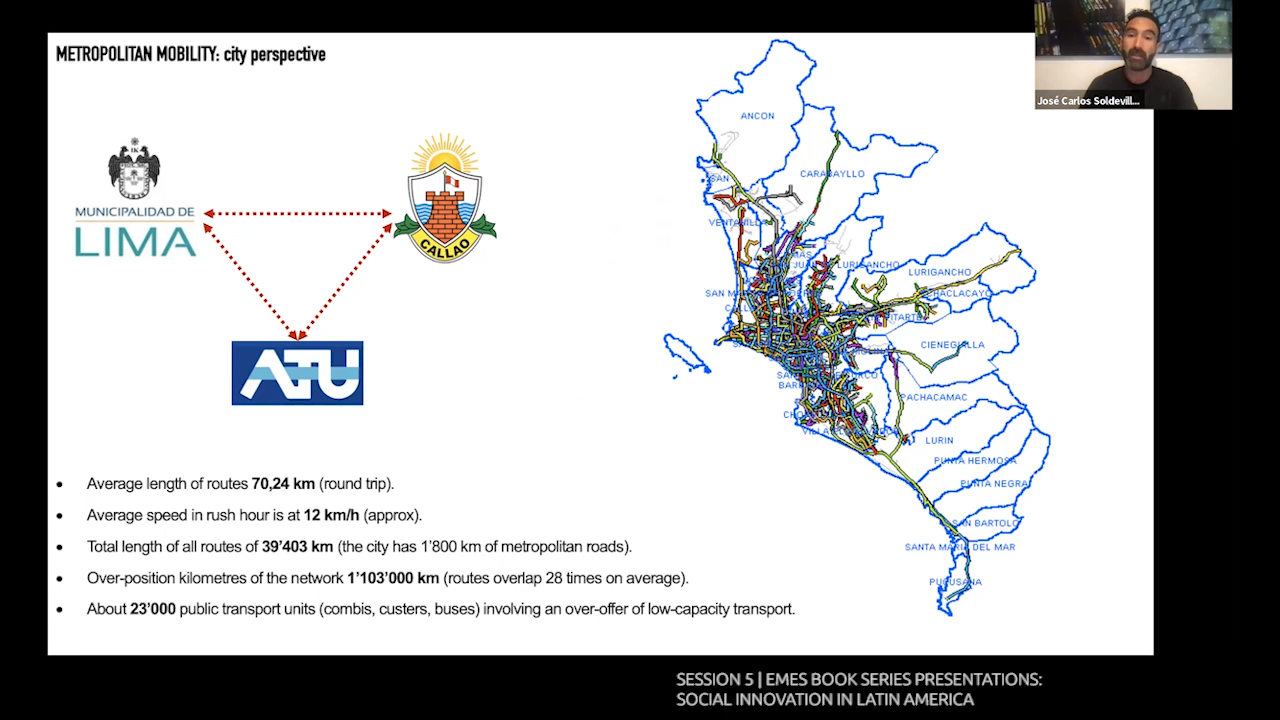 METROPOLITAN MOBILITY: city perspective
José Carlos Soldevill...
IK
MUNICIPALIDAD DE
LIMA
CALLAO
ATU
ANCON
CARABAYLLO
SAN
VENTANILLA
LURIGANCHO
LURIGANCHO
CHACLACAYO
CIENEGUILLA
PACHACAMAC
LURIN
PUNTA HERMOSA
PUNTA NEGRA
SAN BARTOLO
SANTA MARIA DEL MAR
PUCUSANA
• Average length of routes 70,24 km (round trip).
• Average speed in rush hour is at 12 km/h (approx).
• Total length of all routes of 39'403 km (the city has 1'800 km of metropolitan roads).
• Over-position kilometres of the network 1'103'000 km (routes overlap 28 times on average).
• About 23'000 public transport units (combis, custers, buses) involving an over-offer of low-capacity transport.
SESSION 5 | EMES BOOK SERIES PRESENTATIONS:
SOCIAL INNOVATION IN LATIN AMERICA